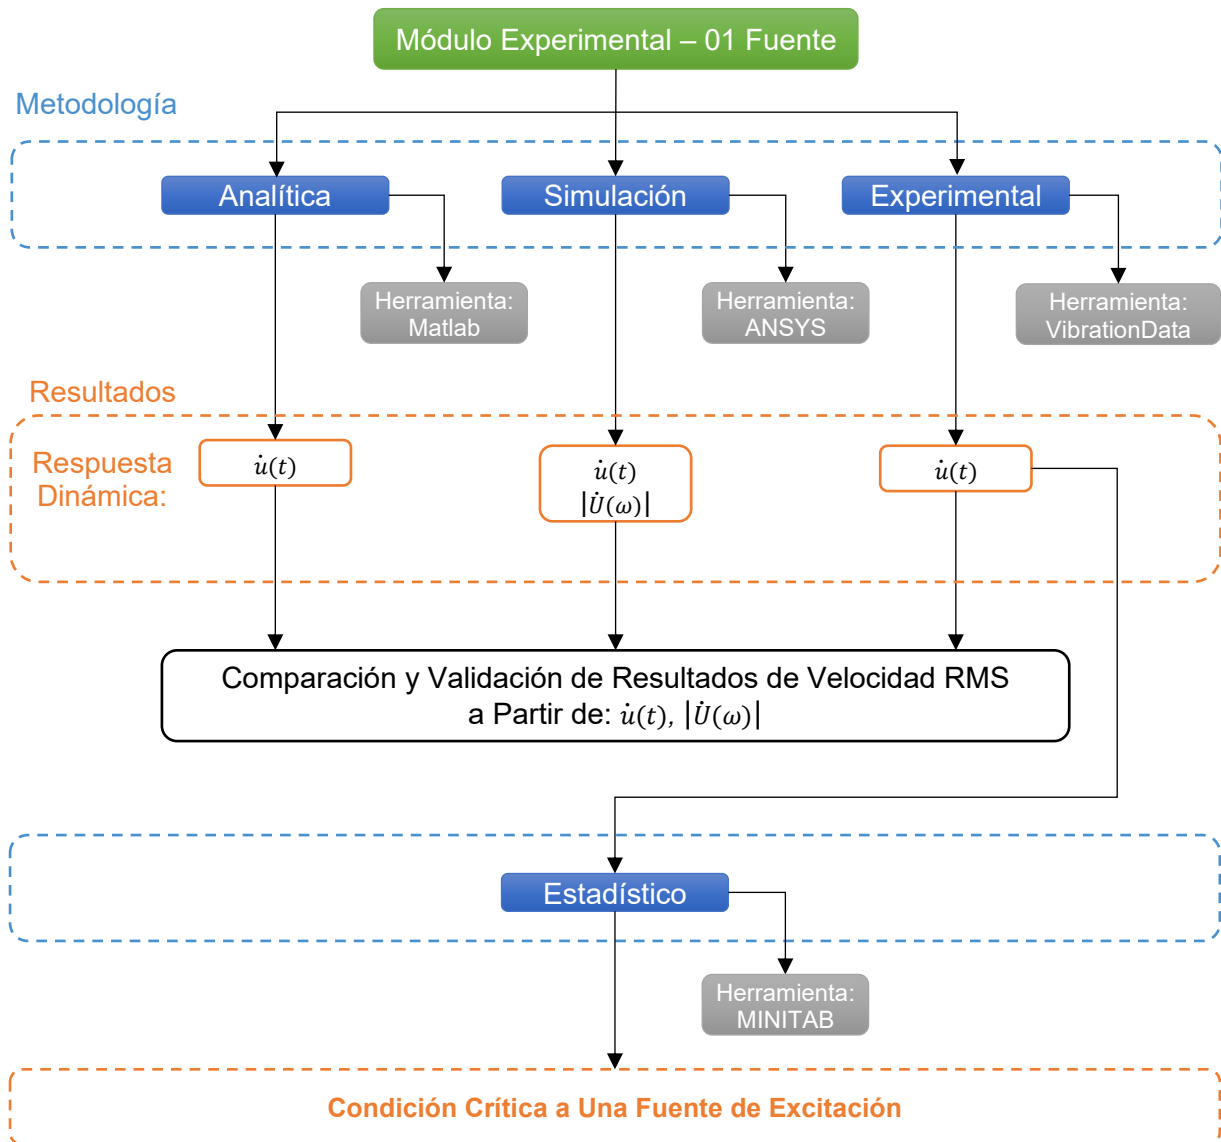 Módulo Experimental – 01 Fuente
Metodología
Analítica
Simulación
Experimental
Herramienta:
Matlab
Herramienta:
ANSYS
Herramienta:
VibrationData
Resultados
Respuesta
Dinámica:
u̇(t)
u̇(t)
|U̇(ω)|
u̇(t)
Comparación y Validación de Resultados de Velocidad RMS
a Partir de: u̇(t), |U̇(ω)|
Estadístico
Herramienta:
MINITAB
Condición Crítica a Una Fuente de Excitación